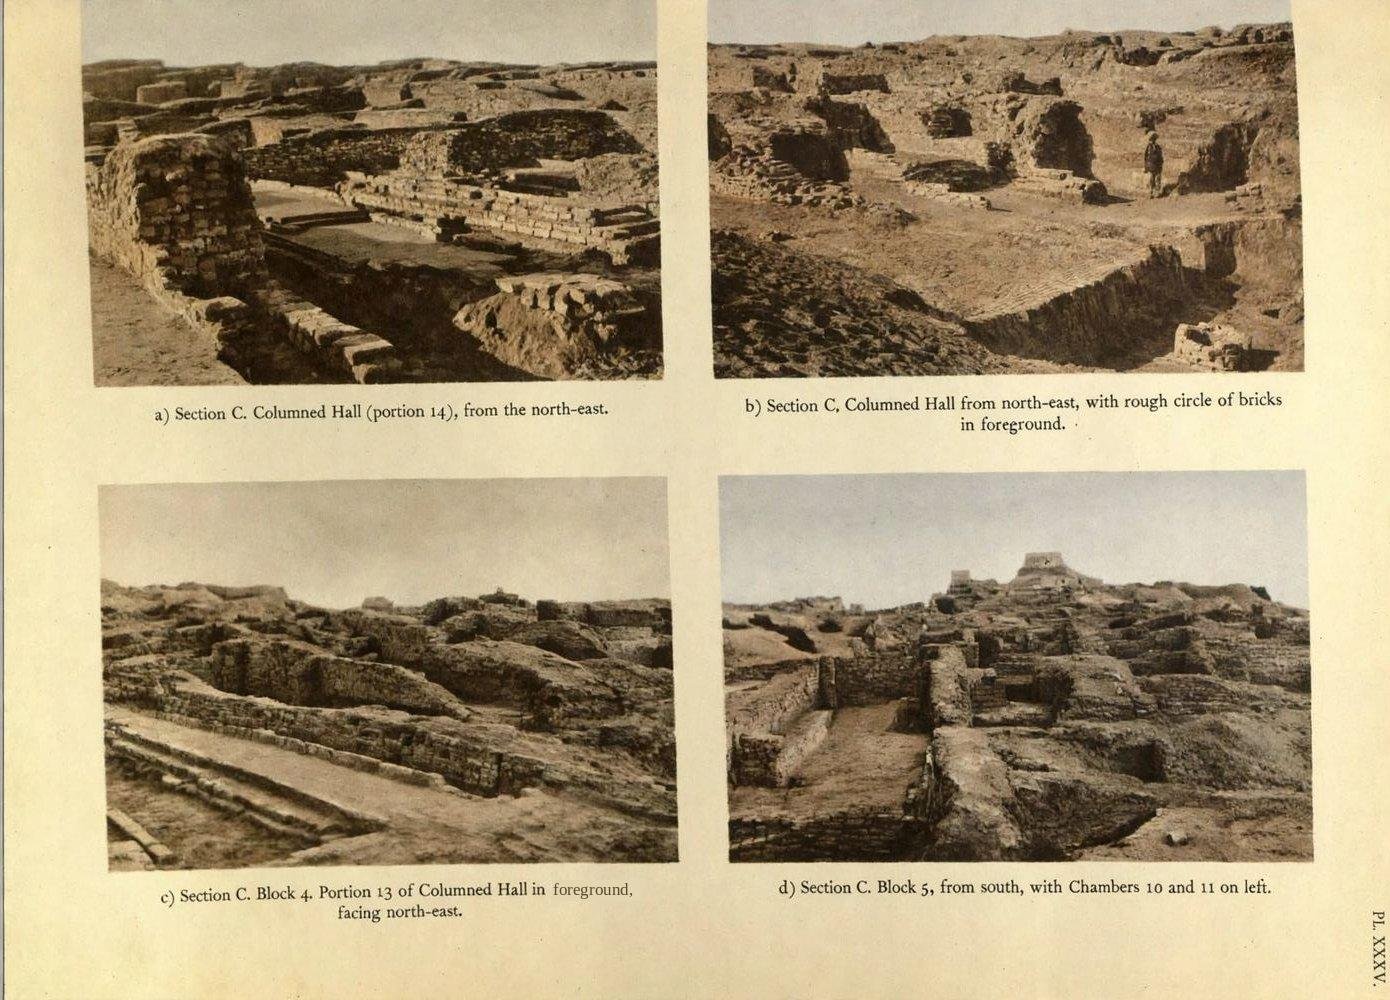 a) Section C. Columned Hall (portion 14), from the north-east.
b) Section C, Columned Hall from north-east, with rough circle of bricks
in foreground.
c) Section C. Block 4. Portion 13 of Columned Hall in foreground,
facing north-east.
d) Section C. Block 5, from south, with Chambers 10 and 11 on left.
PL. XXXV.